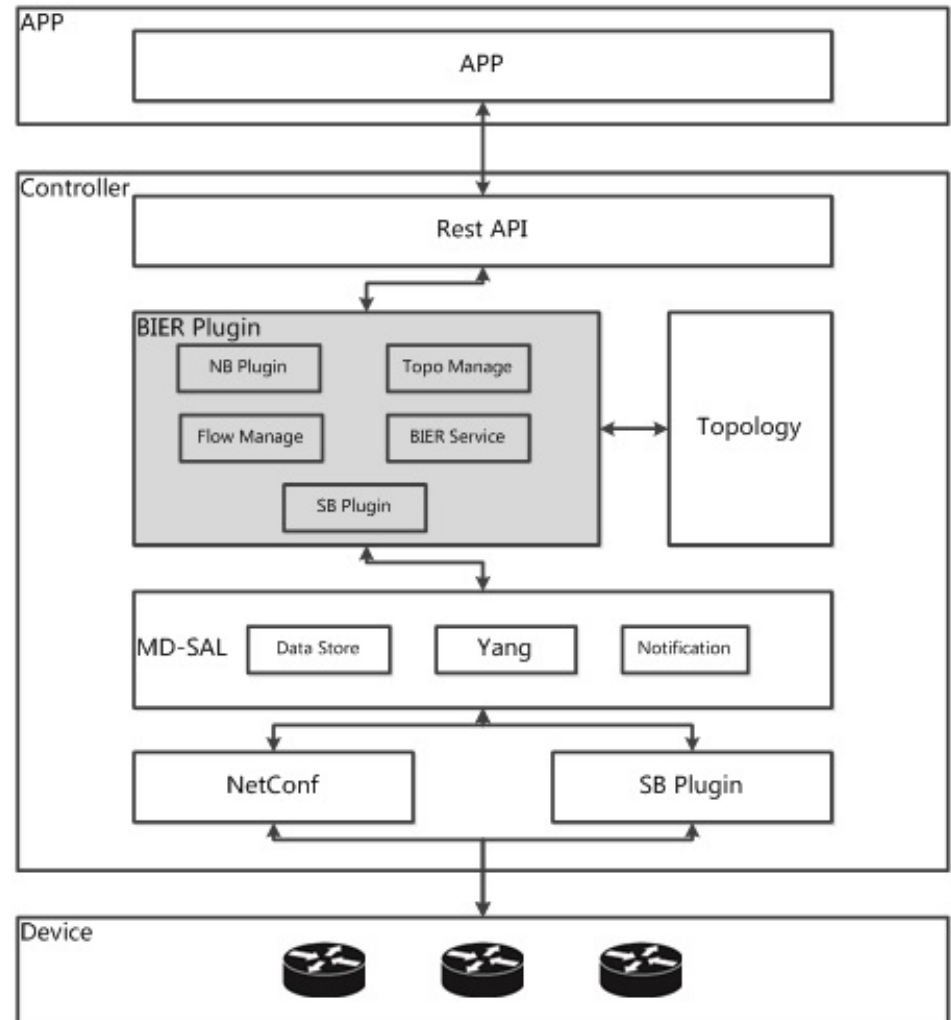 APP
APP
Controller
Rest API
BIER Plugin
NB Plugin
Topo Manage
Flow Manage
BIER Service
SB Plugin
Topology
MD-SAL
Data Store
Yang
Notification
NetConf
SB Plugin
Device